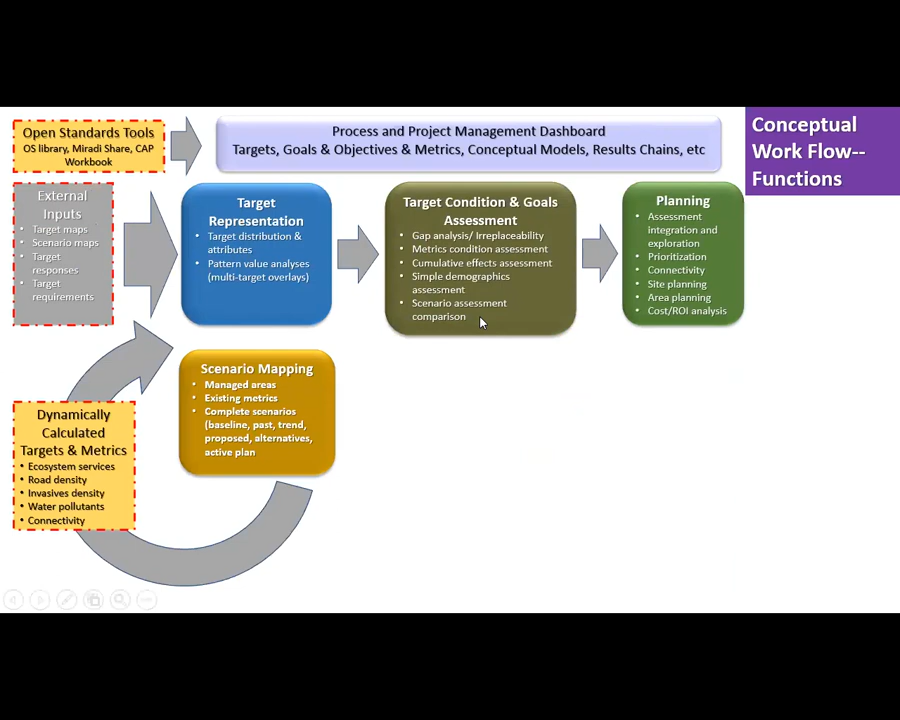 Conceptual
Work Flow--
Functions
Open Standards Tools
OS library, Miradi Share, CAP
Workbook
Process and Project Management Dashboard
Targets, Goals & Objectives & Metrics, Conceptual Models, Results Chains, etc
External
Inputs
• Target maps
• Scenario maps
• Target
responses
• Target
requirements
Target
Representation
• Target distribution &
attributes
• Pattern value analyses
(multi-target overlays)
Target Condition & Goals
Assessment
• Gap analysis/ Irreplaceability
• Metrics condition assessment
• Cumulative effects assessment
• Simple demographics
assessment
• Scenario assessment
comparison
Planning
• Assessment
integration and
exploration
• Prioritization
• Connectivity
• Site planning
• Area planning
• Cost/ROI analysis
Scenario Mapping
• Managed areas
• Existing metrics
• Complete scenarios
(baseline, past, trend,
proposed, alternatives,
active plan
Dynamically
Calculated
Targets & Metrics
• Ecosystem services
• Road density
• Invasives density
• Water pollutants
• Connectivity